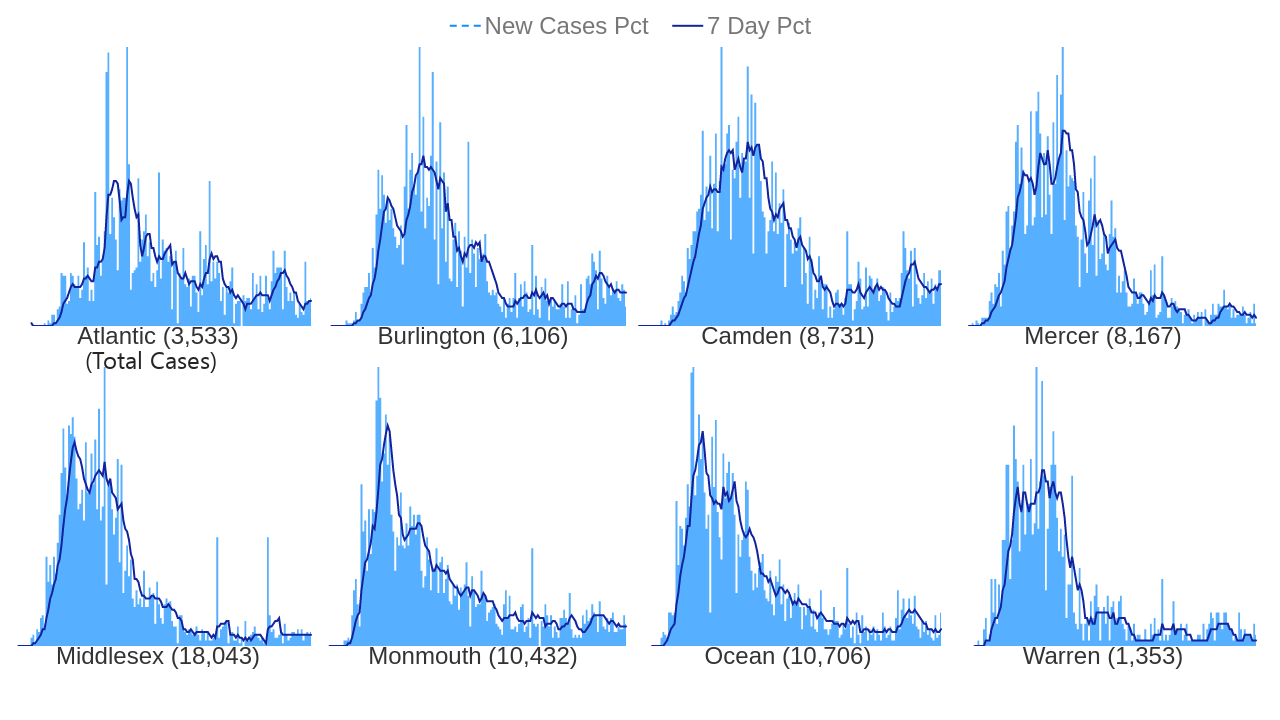 New Cases Pct 7 Day Pct
Atlantic (3,533) Burlington (6,106) Camden (8,731) Mercer (8,167)
(Total Cases)
Middlesex (18,043) Monmouth (10,432) Ocean (10,706) Warren (1,353)